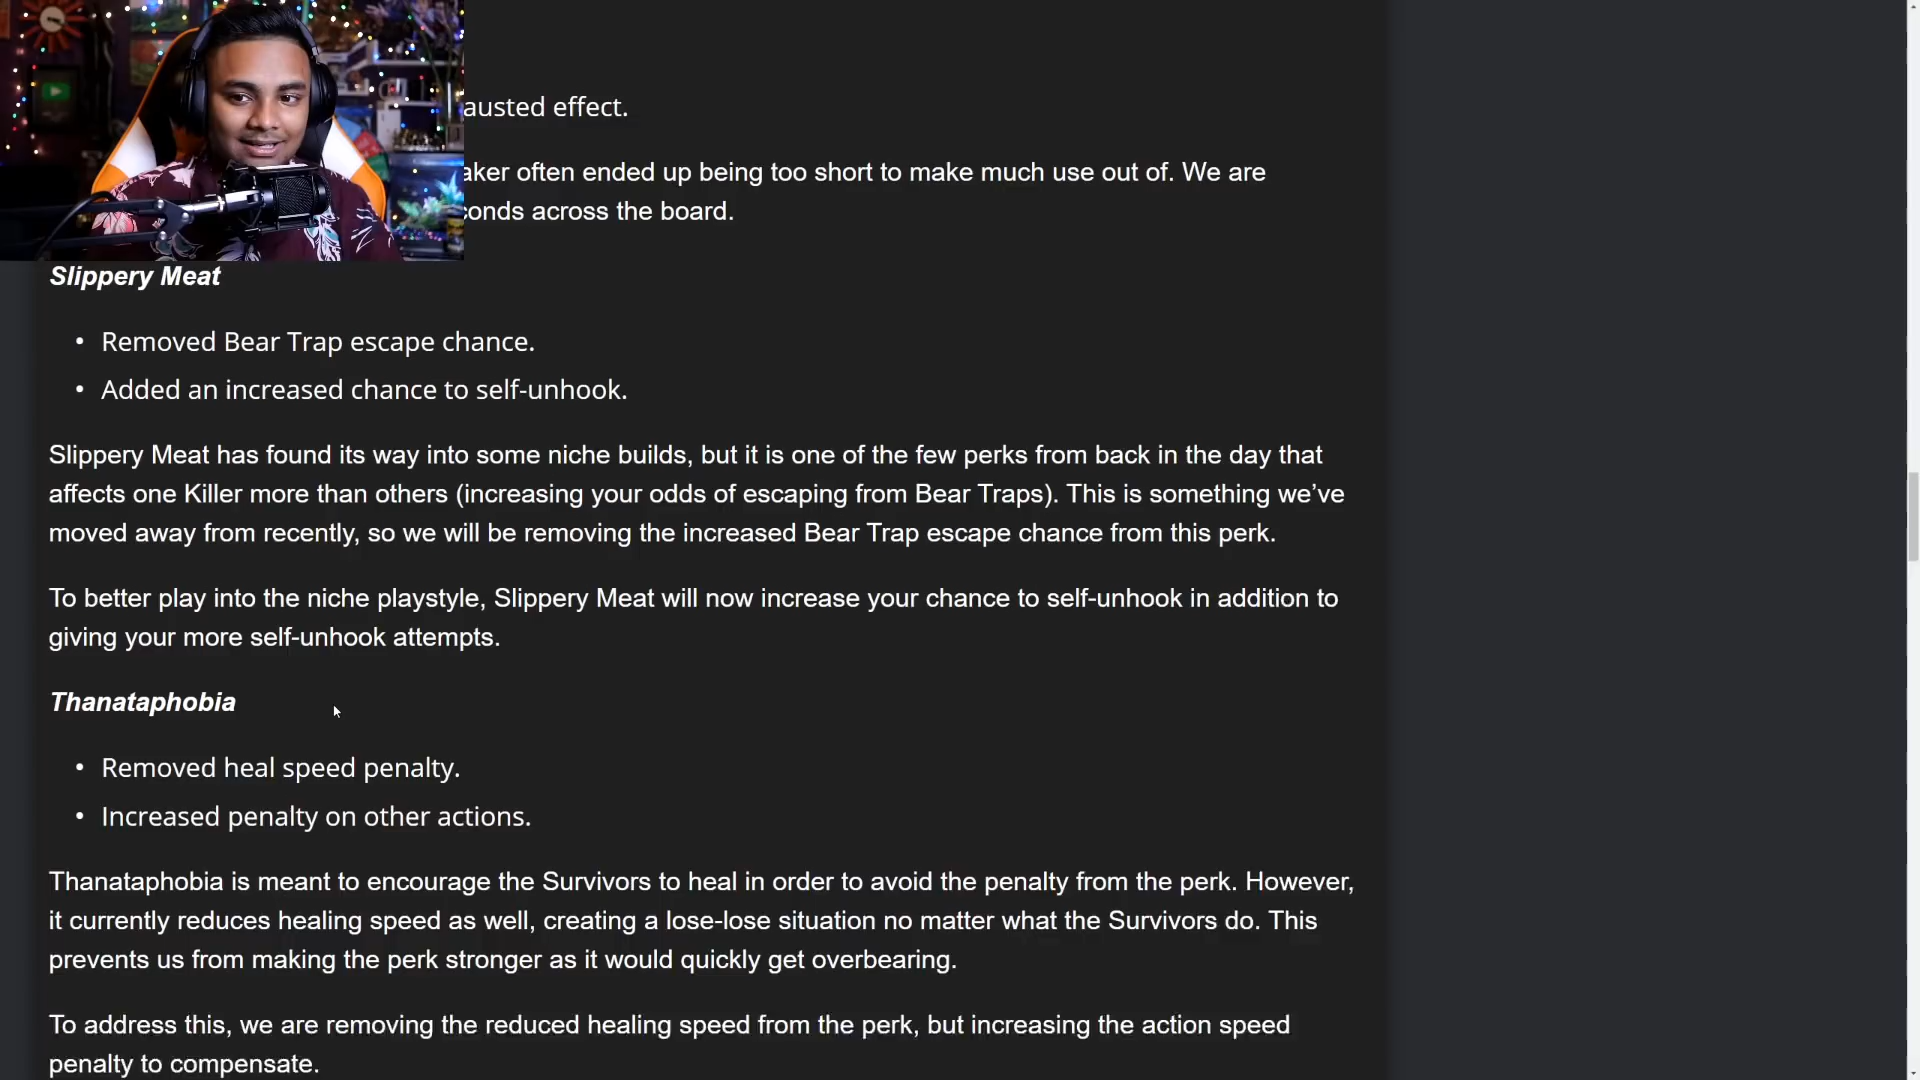 austed effect.
aker often ended up being too short to make much use out of. We are
conds across the board.
Slippery Meat
• Removed Bear Trap escape chance.
• Added an increased chance to self-unhook.
Slippery Meat has found its way into some niche builds, but it is one of the few perks from back in the day that
affects one Killer more than others (increasing your odds of escaping from Bear Traps). This is something we’ve
moved away from recently, so we will be removing the increased Bear Trap escape chance from this perk.
To better play into the niche playstyle, Slippery Meat will now increase your chance to self-unhook in addition to
giving your more self-unhook attempts.
Thanataphobia
• Removed heal speed penalty.
• Increased penalty on other actions.
Thanataphobia is meant to encourage the Survivors to heal in order to avoid the penalty from the perk. However,
it currently reduces healing speed as well, creating a lose-lose situation no matter what the Survivors do. This
prevents us from making the perk stronger as it would quickly get overbearing.
To address this, we are removing the reduced healing speed from the perk, but increasing the action speed
penalty to compensate.